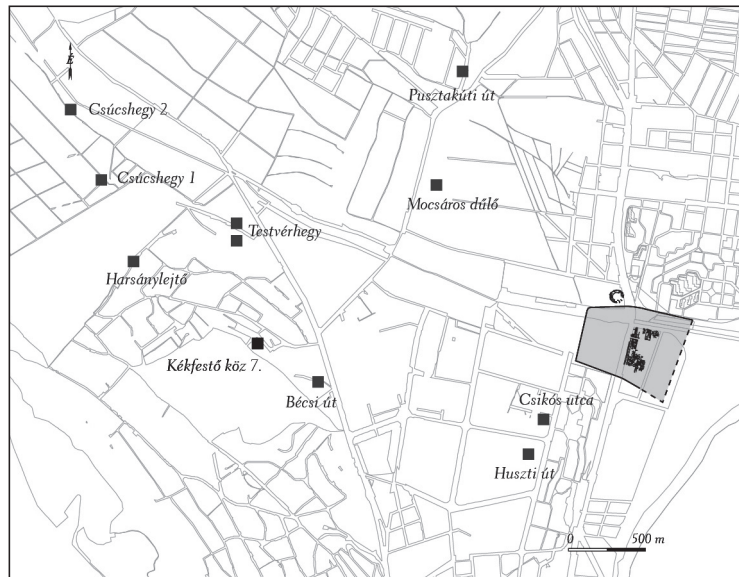 É
Pusztakúti út
Csúcshegy 2
Csúcshegy 1
Mocsáros dűlő
Testvérhegy
Harsánylejtő
Kékfestő köz 7.
Bécsi út
Csikós utca
Huszti út
0 500 m